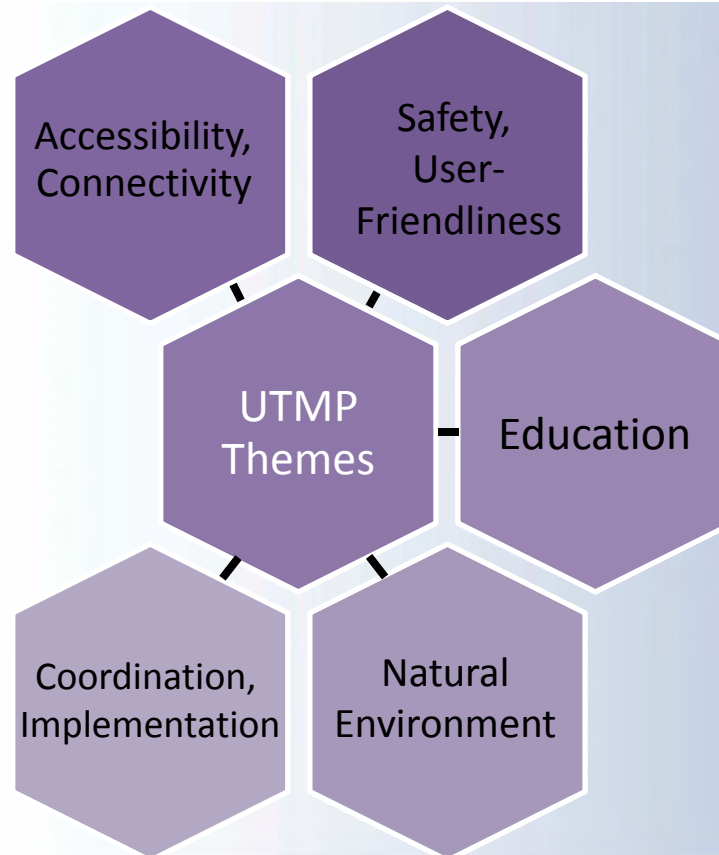 Accessibility,
Connectivity
Safety,
User-
Friendliness
UTMP
Themes
Education
Coordination,
Implementation
Natural
Environment